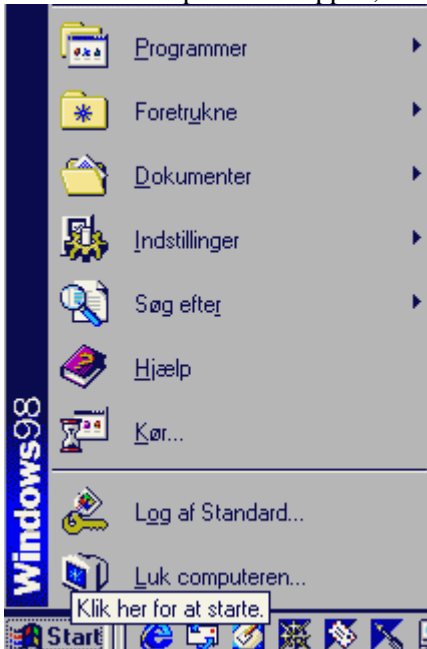 Programmer
Foretrukne
Dokumenter
Indstillinger
Søg efter
Hjælp
Kør...
Log af Standard...
Luk computeren...
Windows98
Klik her for at starte.
Start